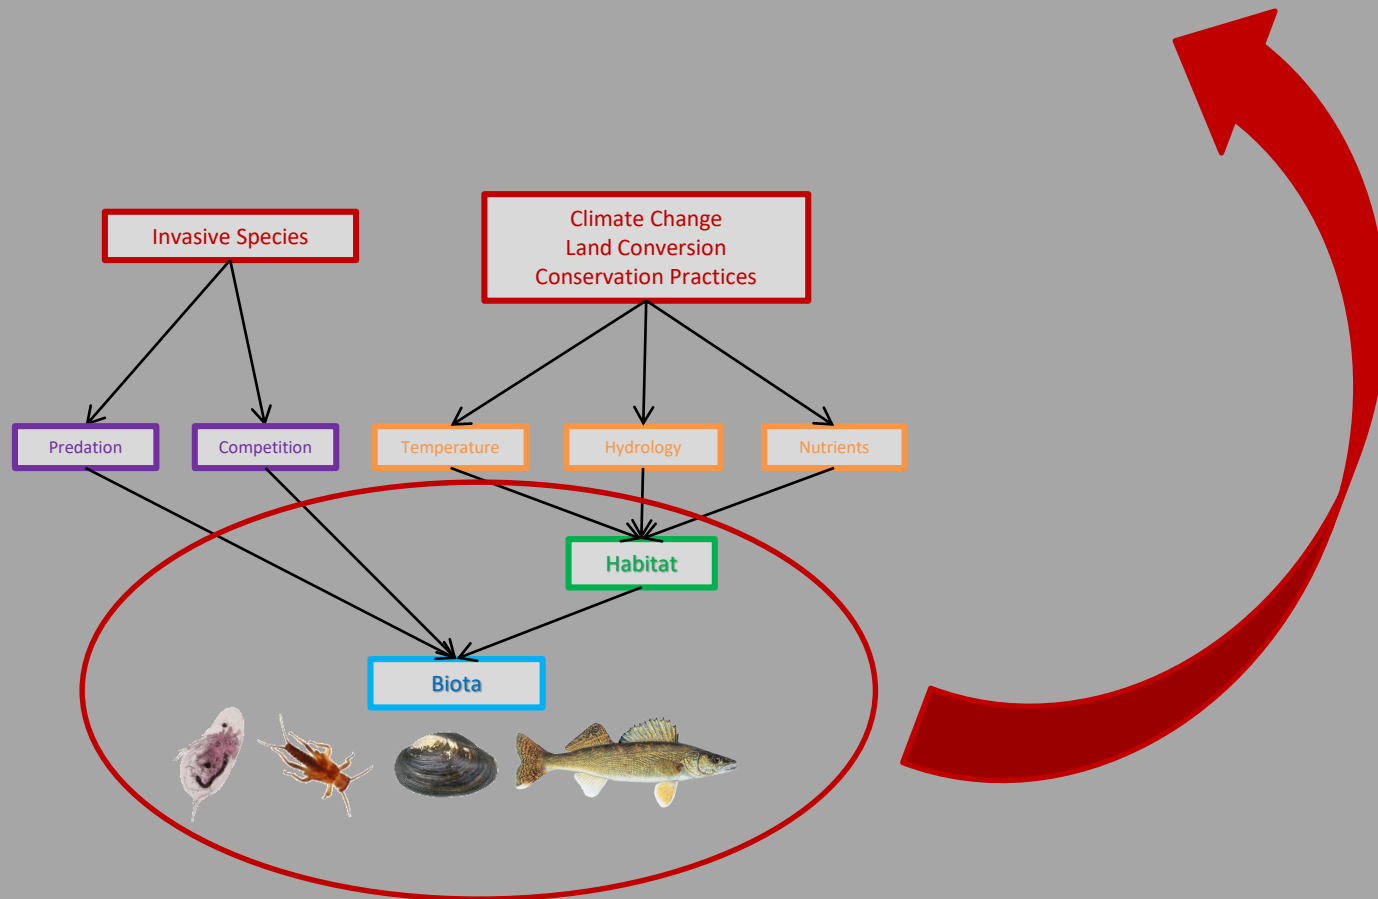 Invasive Species
Climate Change
Land Conversion
Conservation Practices
Predation
Competition
Temperature
Hydrology
Nutrients
Habitat
Biota